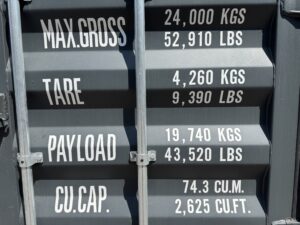 MAX.GROSS 24,000 KGS
52,910 LBS
TARE 4,260 KGS
9,390 LBS
PAYLOAD 19,740 KGS
43,520 LBS
CU.CAP. 74.3 CU.M.
2,625 CU.FT.